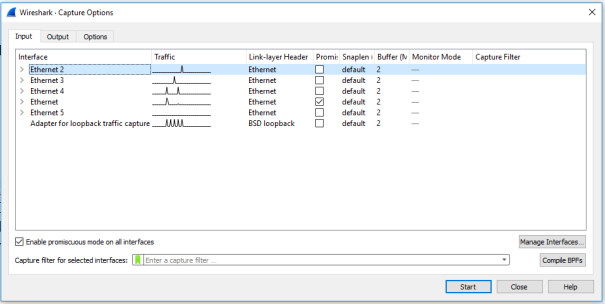 Wireshark · Capture Options
Input Output Options
Interface Traffic Link-layer Header Promis Snaplen ( Buffer (M Monitor Mode Capture Filter
Ethernet 2 Ethernet default 2 —
Ethernet 3 Ethernet default 2 —
Ethernet 4 Ethernet default 2 —
Ethernet Ethernet default 2 —
Ethernet 5 Ethernet default 2 —
Adapter for loopback traffic capture BSD loopback default 2 —
Enable promiscuous mode on all interfaces Manage Interfaces...
Capture filter for selected interfaces: Enter a capture filter ... Compile BPFs
Start Close Help